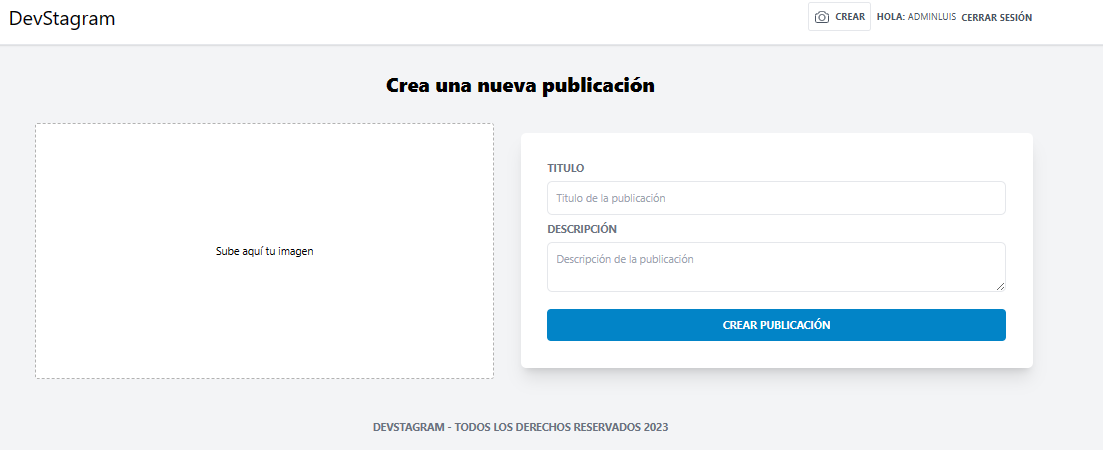 DevStagram
CREAR HOLA: ADMINLUIS CERRAR SESIÓN
Crea una nueva publicación
Sube aquí tu imagen
TITULO
Titulo de la publicación
DESCRIPCIÓN
Descripción de la publicación
CREAR PUBLICACIÓN
DEVSTAGRAM - TODOS LOS DERECHOS RESERVADOS 2023